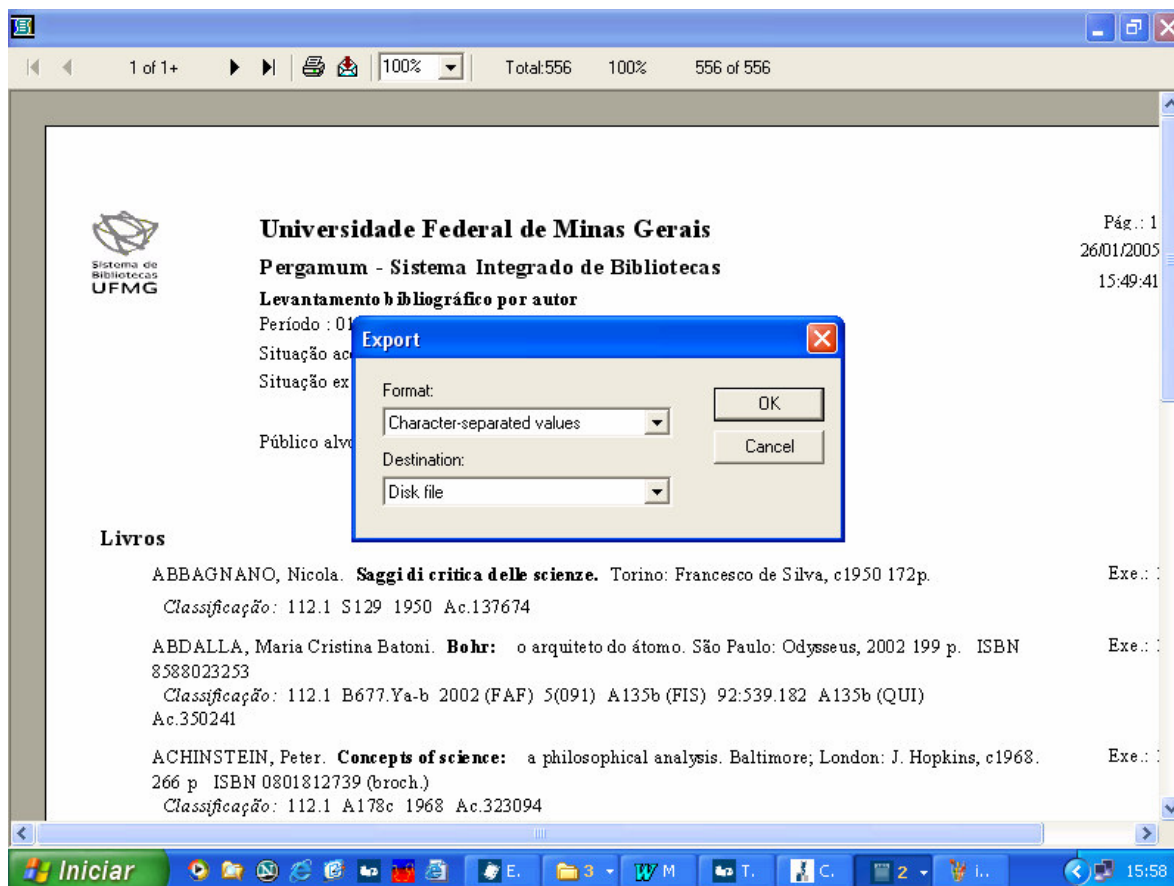 1 of 1+ 100% Total:556 100% 556 of 556
Sistema de
Bibliotecas
UFMG
Universidade Federal de Minas Gerais
Pergamum - Sistema Integrado de Bibliotecas
Levantamento bibliográfico por autor
Período : 01
Situação ac
Situação ex
Público alvo
Pág.: 1
26/01/2005
15:49:41
Export
Format:
Character-separated values
Destination:
Disk file
OK
Cancel
Livros
ABBAGNANO, Nicola. Saggi di critica delle scienze. Torino: Francesco de Silva, c1950 172p. Exe.:
Classificação: 112.1 S129 1950 Ac.137674
ABDALLA, Maria Cristina Batoni. Bohr: o arquiteto do átomo. São Paulo: Odysseus, 2002 199 p. ISBN Exe.:
8588023253
Classificação: 112.1 B677.Ya-b 2002 (FAF) 5(091) A135b (FIS) 92:539.182 A135b (QUI)
Ac.350241
ACHINSTEIN, Peter. Concepts of science: a philosophical analysis. Baltimore; London: J. Hopkins, c1968. Exe.:
266 p ISBN 0801812739 (broch.)
Classificação: 112.1 A178c 1968 Ac.323094
Iniciar E. 3 M T. C. 2 i.. 15:58